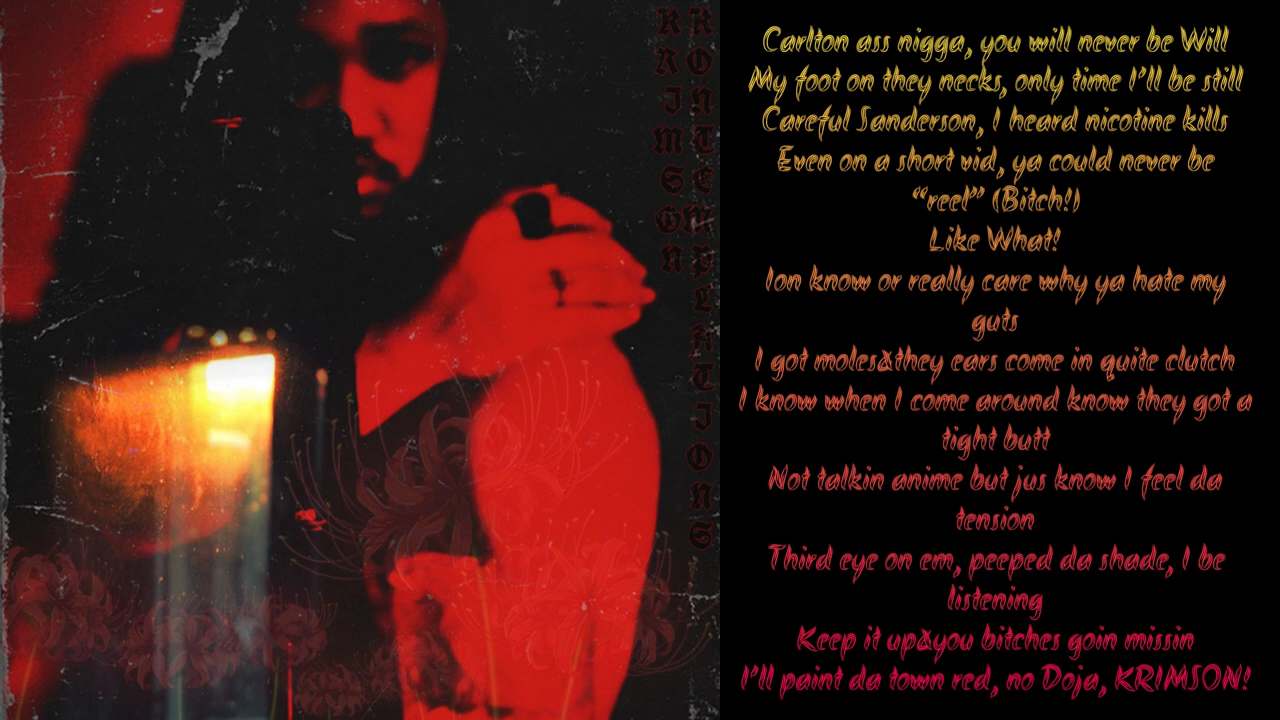 KRIMSON
KONTEMPLATIONS
Carlton ass nigga, you will never be Will
My foot on they necks, only time I'll be still
Careful Sanderson, I heard nicotine kills
Even on a short vid, ya could never be
“reel” (Bitch!)
Like What!
Ion know or really care why ya hate my
guts
I got moles&they ears come in quite clutch
I know when I come around know they got a
tight butt
Not talkin anime but jus know I feel da
tension
Third eye on em, peeped da shade, I be
listening
Keep it up&you bitches goin missin
I'll paint da town red, no Doja, KRIMSON!